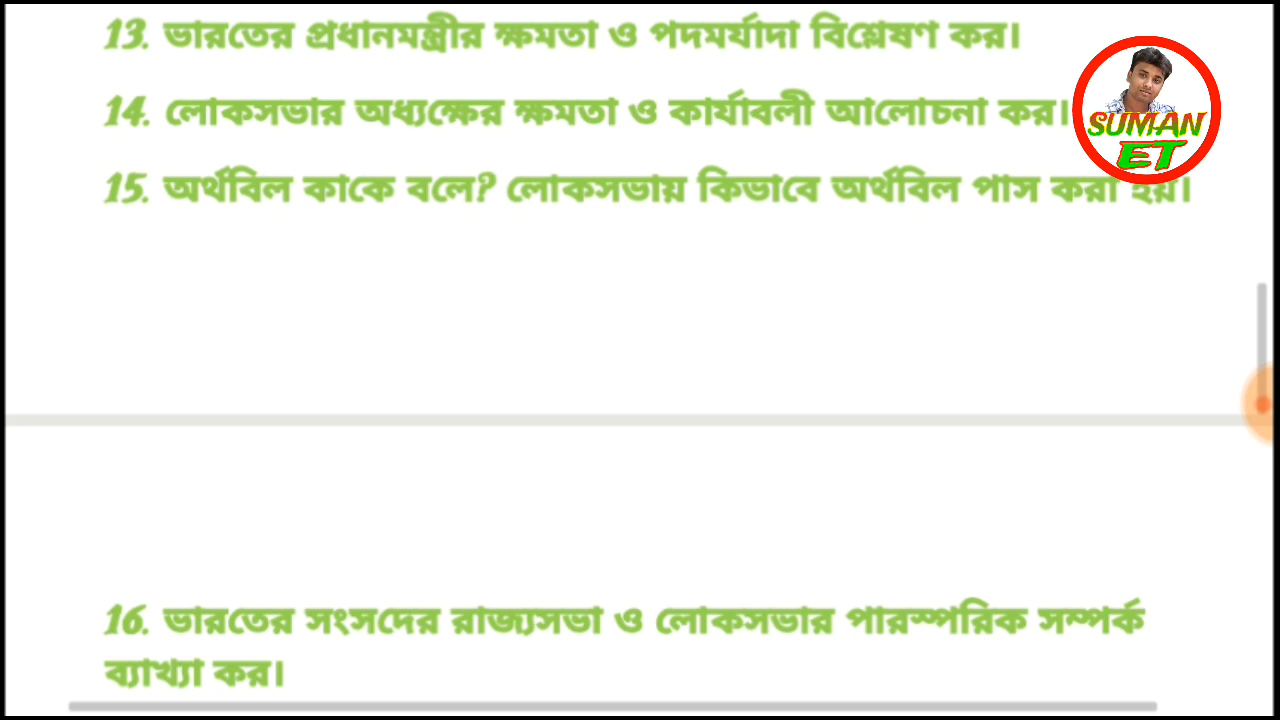 13. ভারতের প্রধানমন্ত্রীর ক্ষমতা ও পদমর্যাদা বিশ্লেষণ কর।
14. লোকসভার অধ্যক্ষের ক্ষমতা ও কার্যাবলী আলোচনা কর।
SUMAN
ET
15. অর্থবিল কাকে বলে? লোকসভায় কিভাবে অর্থবিল পাস করা হয়।
16. ভারতের সংসদের রাজ্যসভা ও লোকসভার পারস্পরিক সম্পর্ক
ব্যাখ্যা কর।